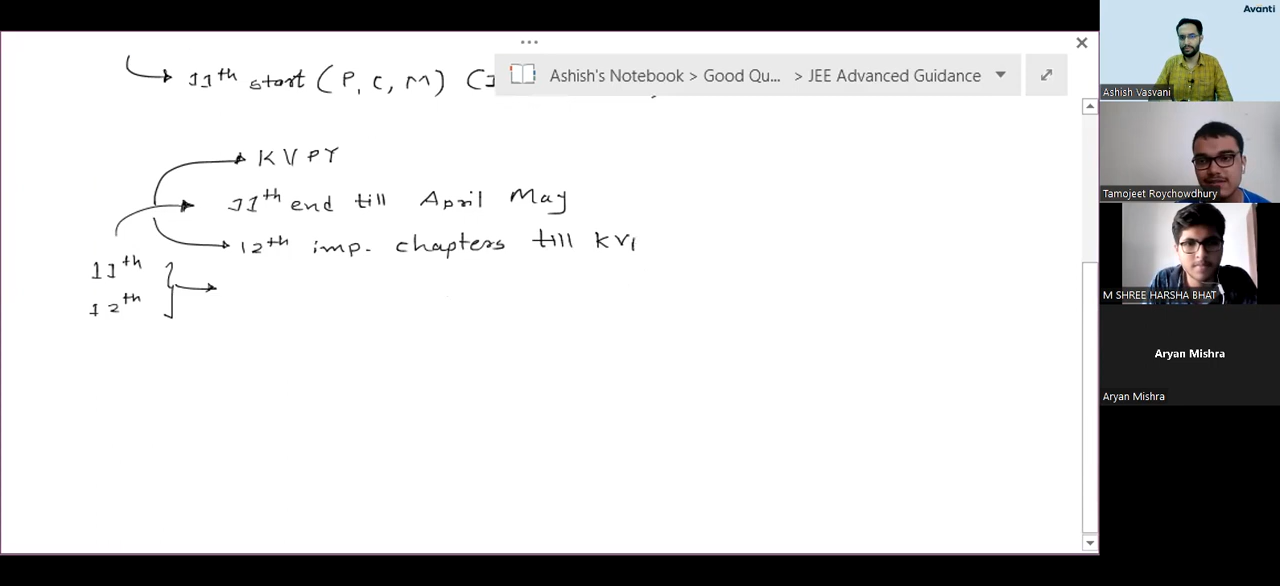 Avanti
...
11th start (P, C, M)
Ashish's Notebook > Good Qu... > JEE Advanced Guidance
Ashish Vasvani
KVPY
11th end till April May
12th imp. chapters till KV
11th
12th
Tamojeet Roychowdhury
M SHREE HARSHA BHAT
Aryan Mishra
Aryan Mishra